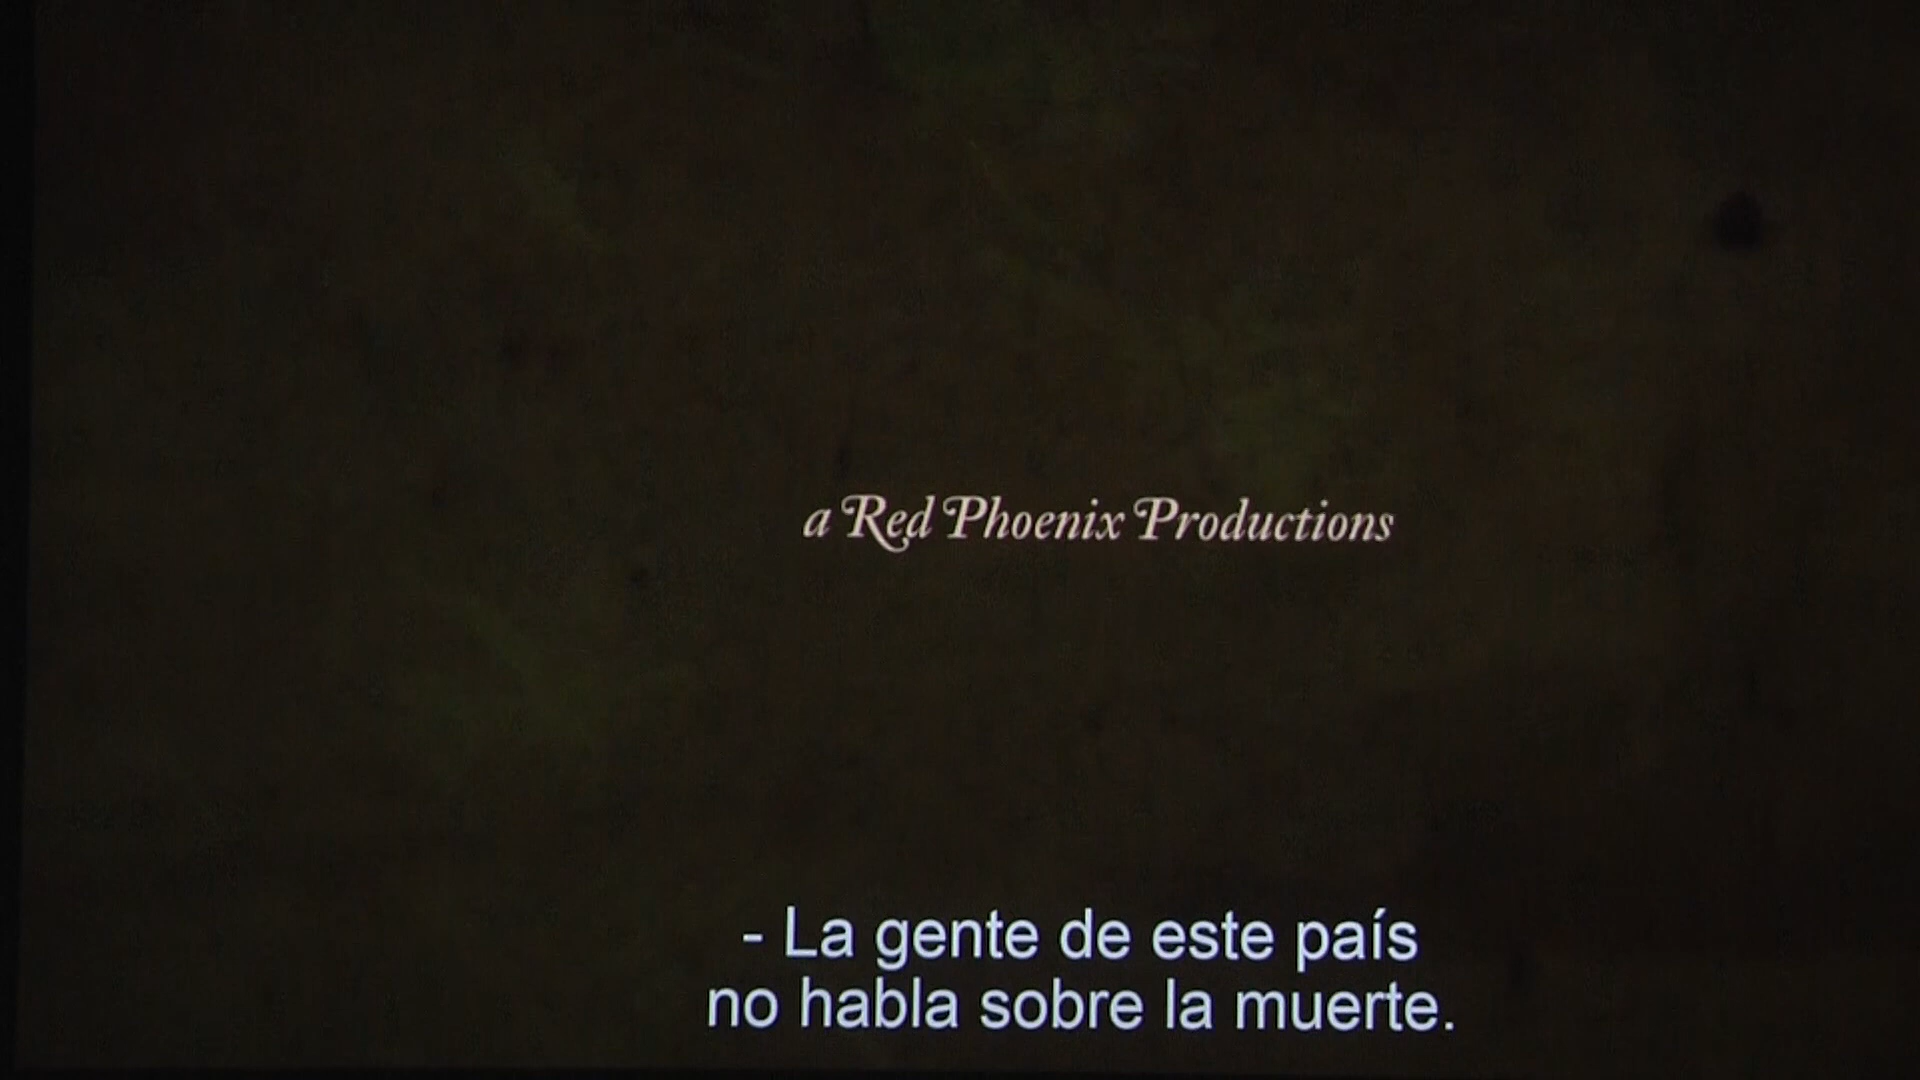 a Red Phoenix Productions
- La gente de este país
no habla sobre la muerte.